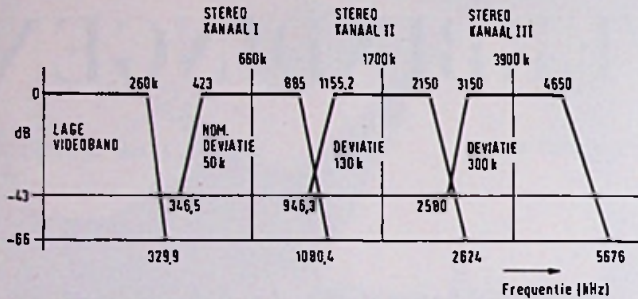 STEREO KANAAL I
STEREO KANAAL II
STEREO KANAAL III
660k
1700k
3900k
260k 423 885 1155,2 2150 3150 4650
0
dB
LAGE VIDEOBAND
NOM. DEVIATIE 50k
DEVIATIE 130k
DEVIATIE 300k
-43
346,5 946,3 2580
-66
329,9 1080,4 2624 5676
Frequentie (kHz)